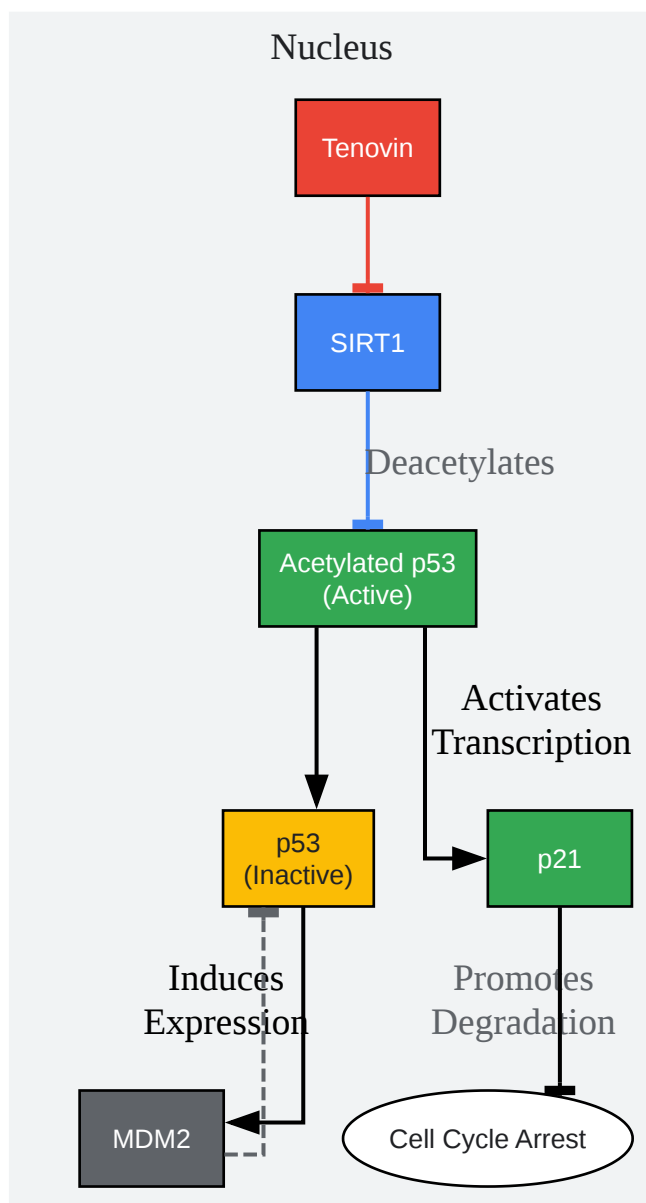 Nucleus
Tenovin
SIRT1
Deacetylates
Acetylated p53
(Active)
Activates
Transcription
p53
(Inactive)
p21
Induces
Expression
Promotes
Degradation
MDM2
Cell Cycle Arrest